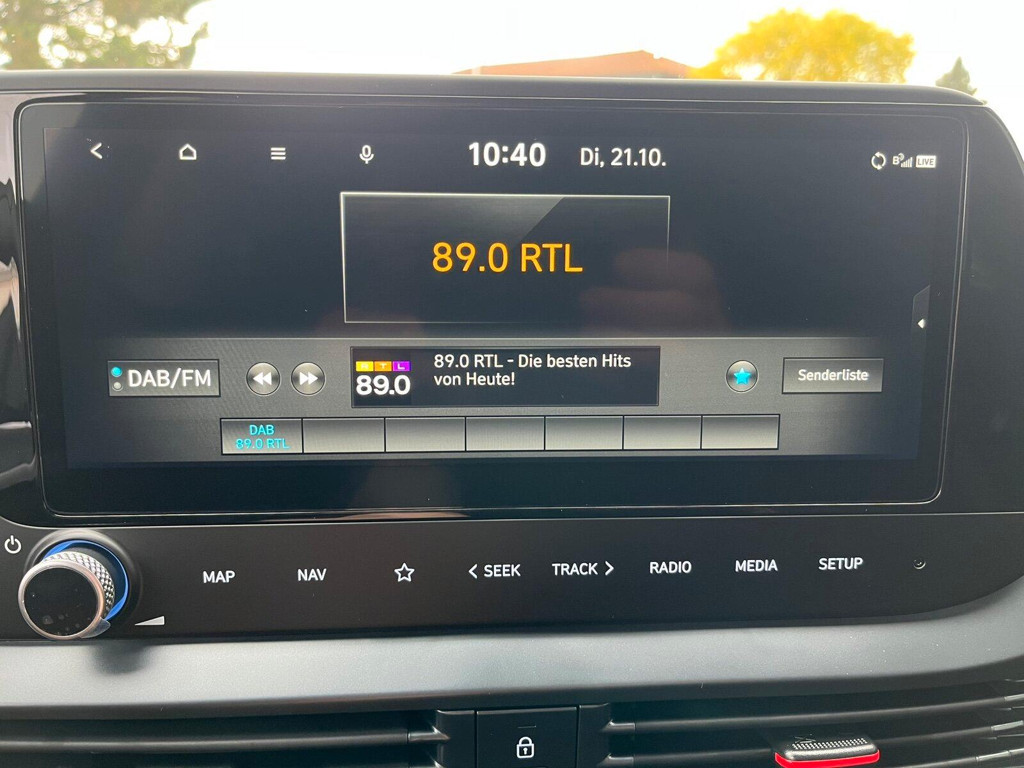 10:40 Di, 21.10.
LIVE
89.0 RTL
DAB/FM
RTL
89.0
89.0 RTL - Die besten Hits
von Heute!
Senderliste
DAB
89.0 RTL
MAP NAV < SEEK TRACK > RADIO MEDIA SETUP